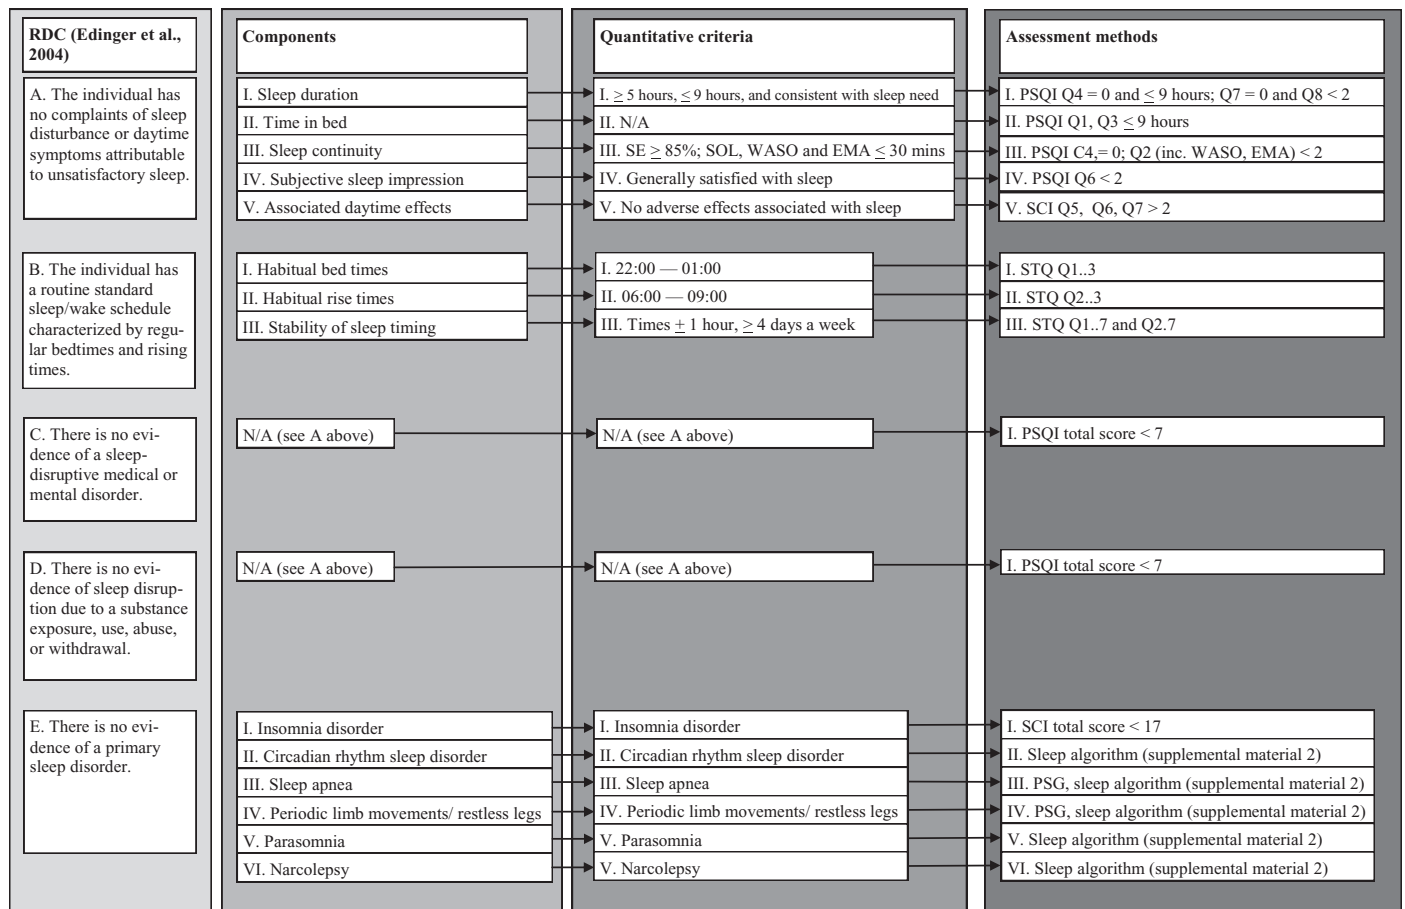 RDC (Edinger et al.,
2004)
Components
Quantitative criteria
Assessment methods
A. The individual has
no complaints of sleep
disturbance or daytime
symptoms attributable
to unsatisfactory sleep.
I. Sleep duration
II. Time in bed
III. Sleep continuity
IV. Subjective sleep impression
V. Associated daytime effects
I. ≥ 5 hours, ≤ 9 hours, and consistent with sleep need
II. N/A
III. SE ≥ 85%; SOL, WASO and EMA ≤ 30 mins
IV. Generally satisfied with sleep
V. No adverse effects associated with sleep
I. PSQI Q4 = 0 and ≤ 9 hours; Q7 = 0 and Q8 < 2
II. PSQI Q1, Q3 ≤ 9 hours
III. PSQI C4,= 0; Q2 (inc. WASO, EMA) < 2
IV. PSQI Q6 < 2
V. SCI Q5, Q6, Q7 > 2
B. The individual has
a routine standard
sleep/wake schedule
characterized by regu-
lar bedtimes and rising
times.
I. Habitual bed times
II. Habitual rise times
III. Stability of sleep timing
I. 22:00 — 01:00
II. 06:00 — 09:00
III. Times ± 1 hour, ≥ 4 days a week
I. STQ Q1..3
II. STQ Q2..3
III. STQ Q1..7 and Q2.7
C. There is no evi-
dence of a sleep-
disruptive medical or
mental disorder.
N/A (see A above)
N/A (see A above)
I. PSQI total score < 7
D. There is no evi-
dence of sleep disrup-
tion due to a substance
exposure, use, abuse,
or withdrawal.
N/A (see A above)
N/A (see A above)
I. PSQI total score < 7
E. There is no evi-
dence of a primary
sleep disorder.
I. Insomnia disorder
II. Circadian rhythm sleep disorder
III. Sleep apnea
IV. Periodic limb movements/ restless legs
V. Parasomnia
VI. Narcolepsy
I. Insomnia disorder
II. Circadian rhythm sleep disorder
III. Sleep apnea
IV. Periodic limb movements/ restless legs
V. Parasomnia
V. Narcolepsy
I. SCI total score < 17
II. Sleep algorithm (supplemental material 2)
III. PSG, sleep algorithm (supplemental material 2)
IV. PSG, sleep algorithm (supplemental material 2)
V. Sleep algorithm (supplemental material 2)
VI. Sleep algorithm (supplemental material 2)